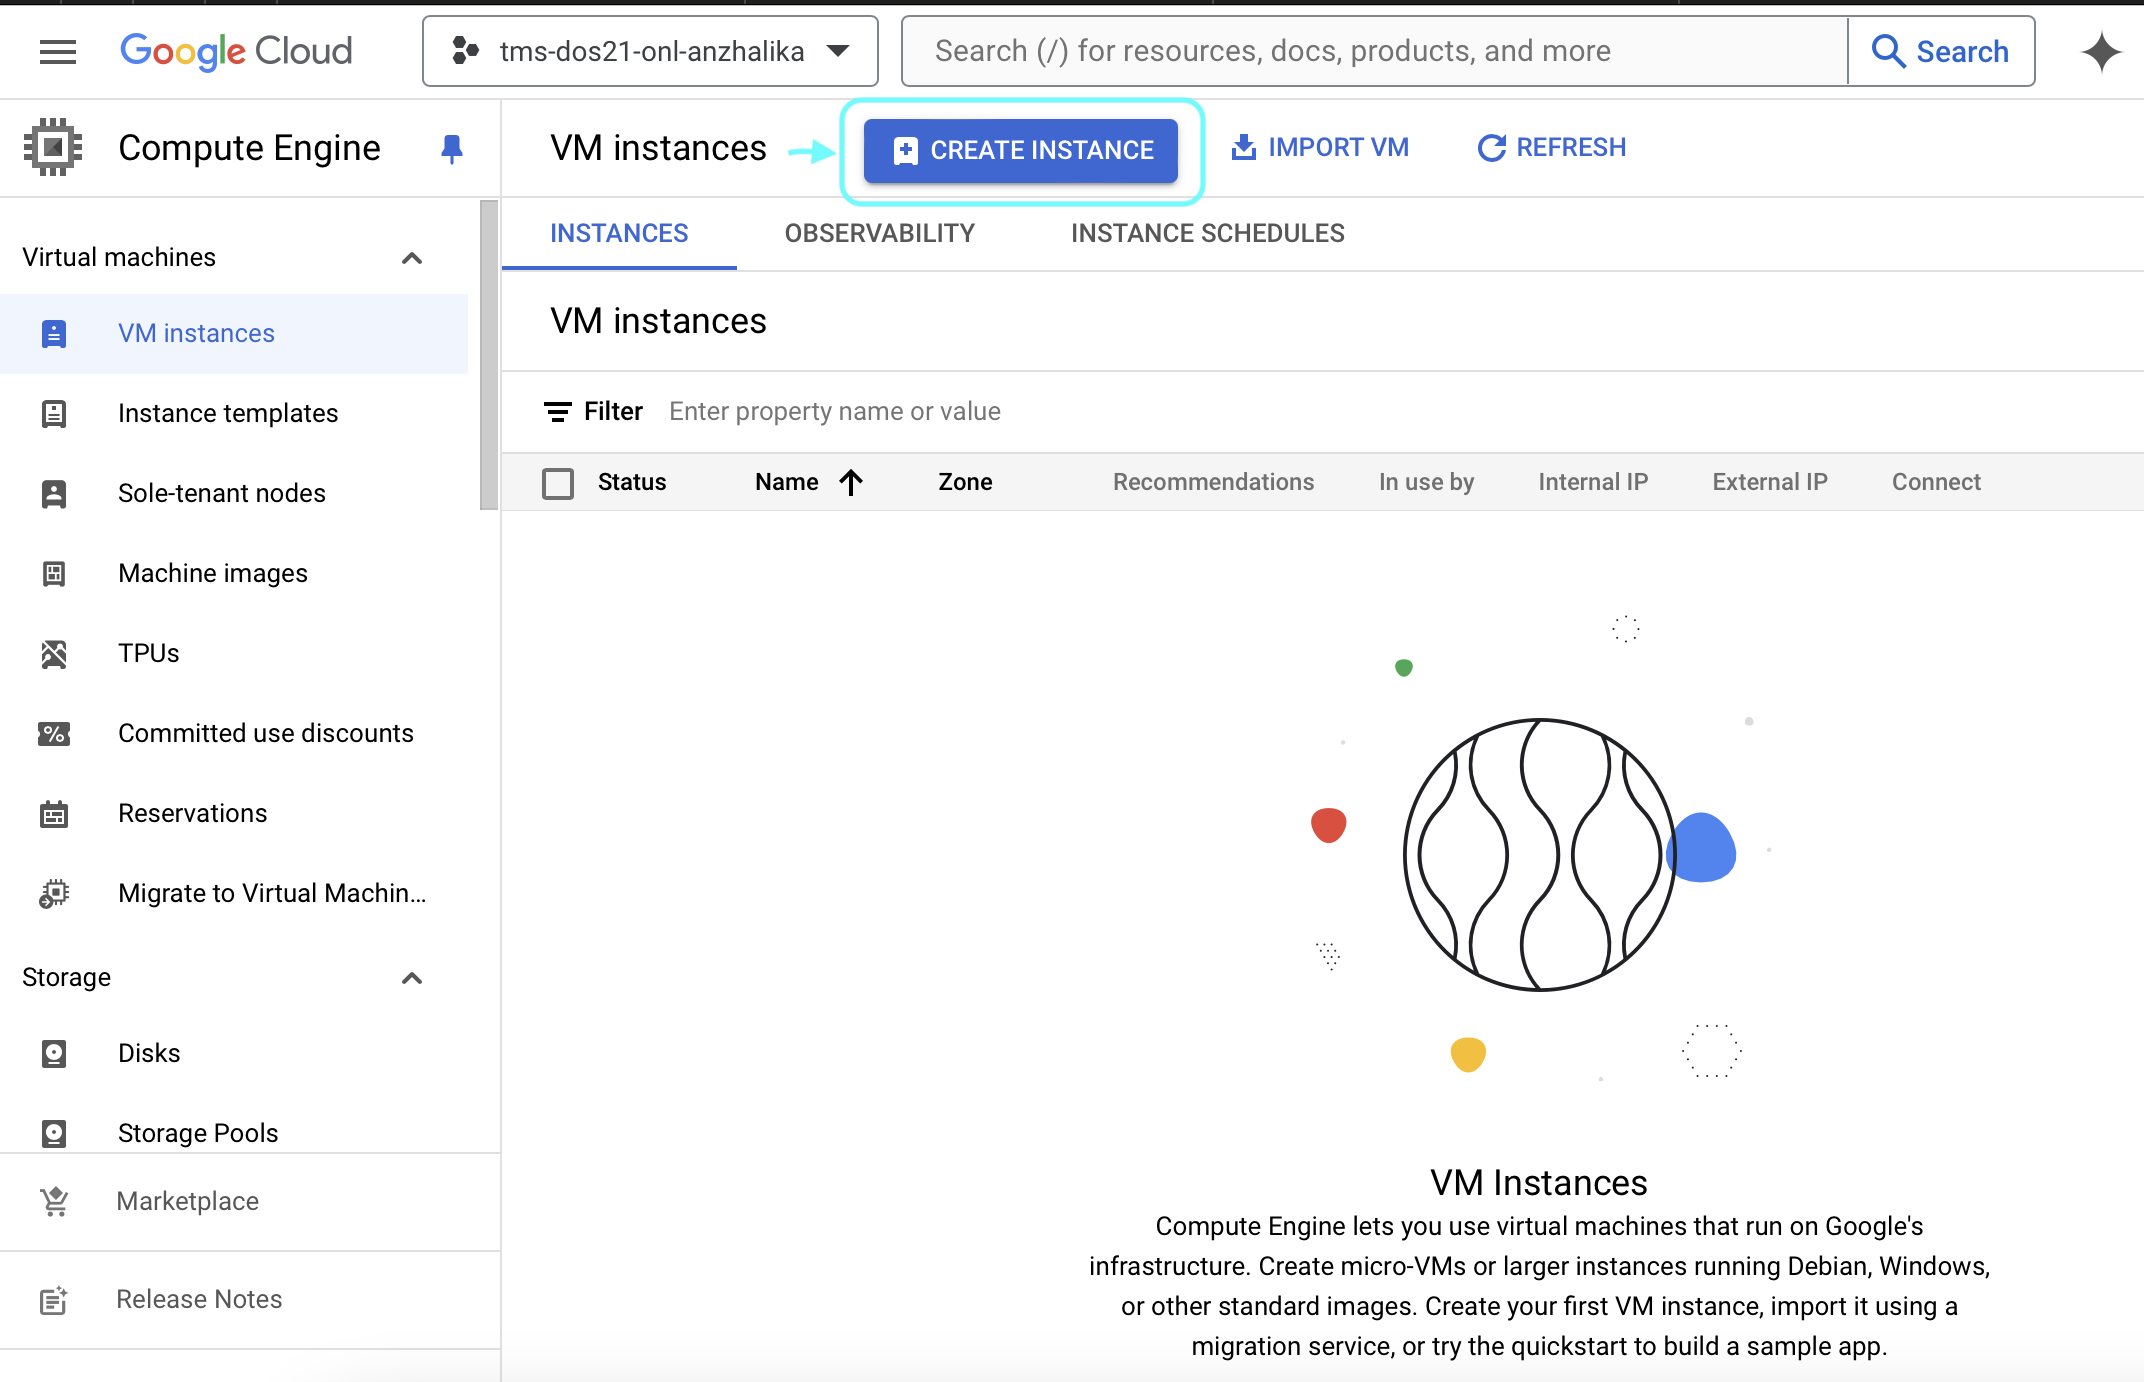 Google Cloud
tms-dos21-onl-anzhalika
Search (/) for resources, docs, products, and more
Search
Compute Engine
VM instances
CREATE INSTANCE
IMPORT VM
REFRESH
Virtual machines
VM instances
Instance templates
Sole-tenant nodes
Machine images
TPUs
%
Committed use discounts
Reservations
Migrate to Virtual Machin...
Storage
Disks
Storage Pools
Marketplace
Release Notes
INSTANCES
OBSERVABILITY
INSTANCE SCHEDULES
VM instances
Filter
Enter property name or value
Status
Name
Zone
Recommendations
In use by
Internal IP
External IP
Connect
VM Instances
Compute Engine lets you use virtual machines that run on Google's
infrastructure. Create micro-VMs or larger instances running Debian, Windows,
or other standard images. Create your first VM instance, import it using a
migration service, or try the quickstart to build a sample app.